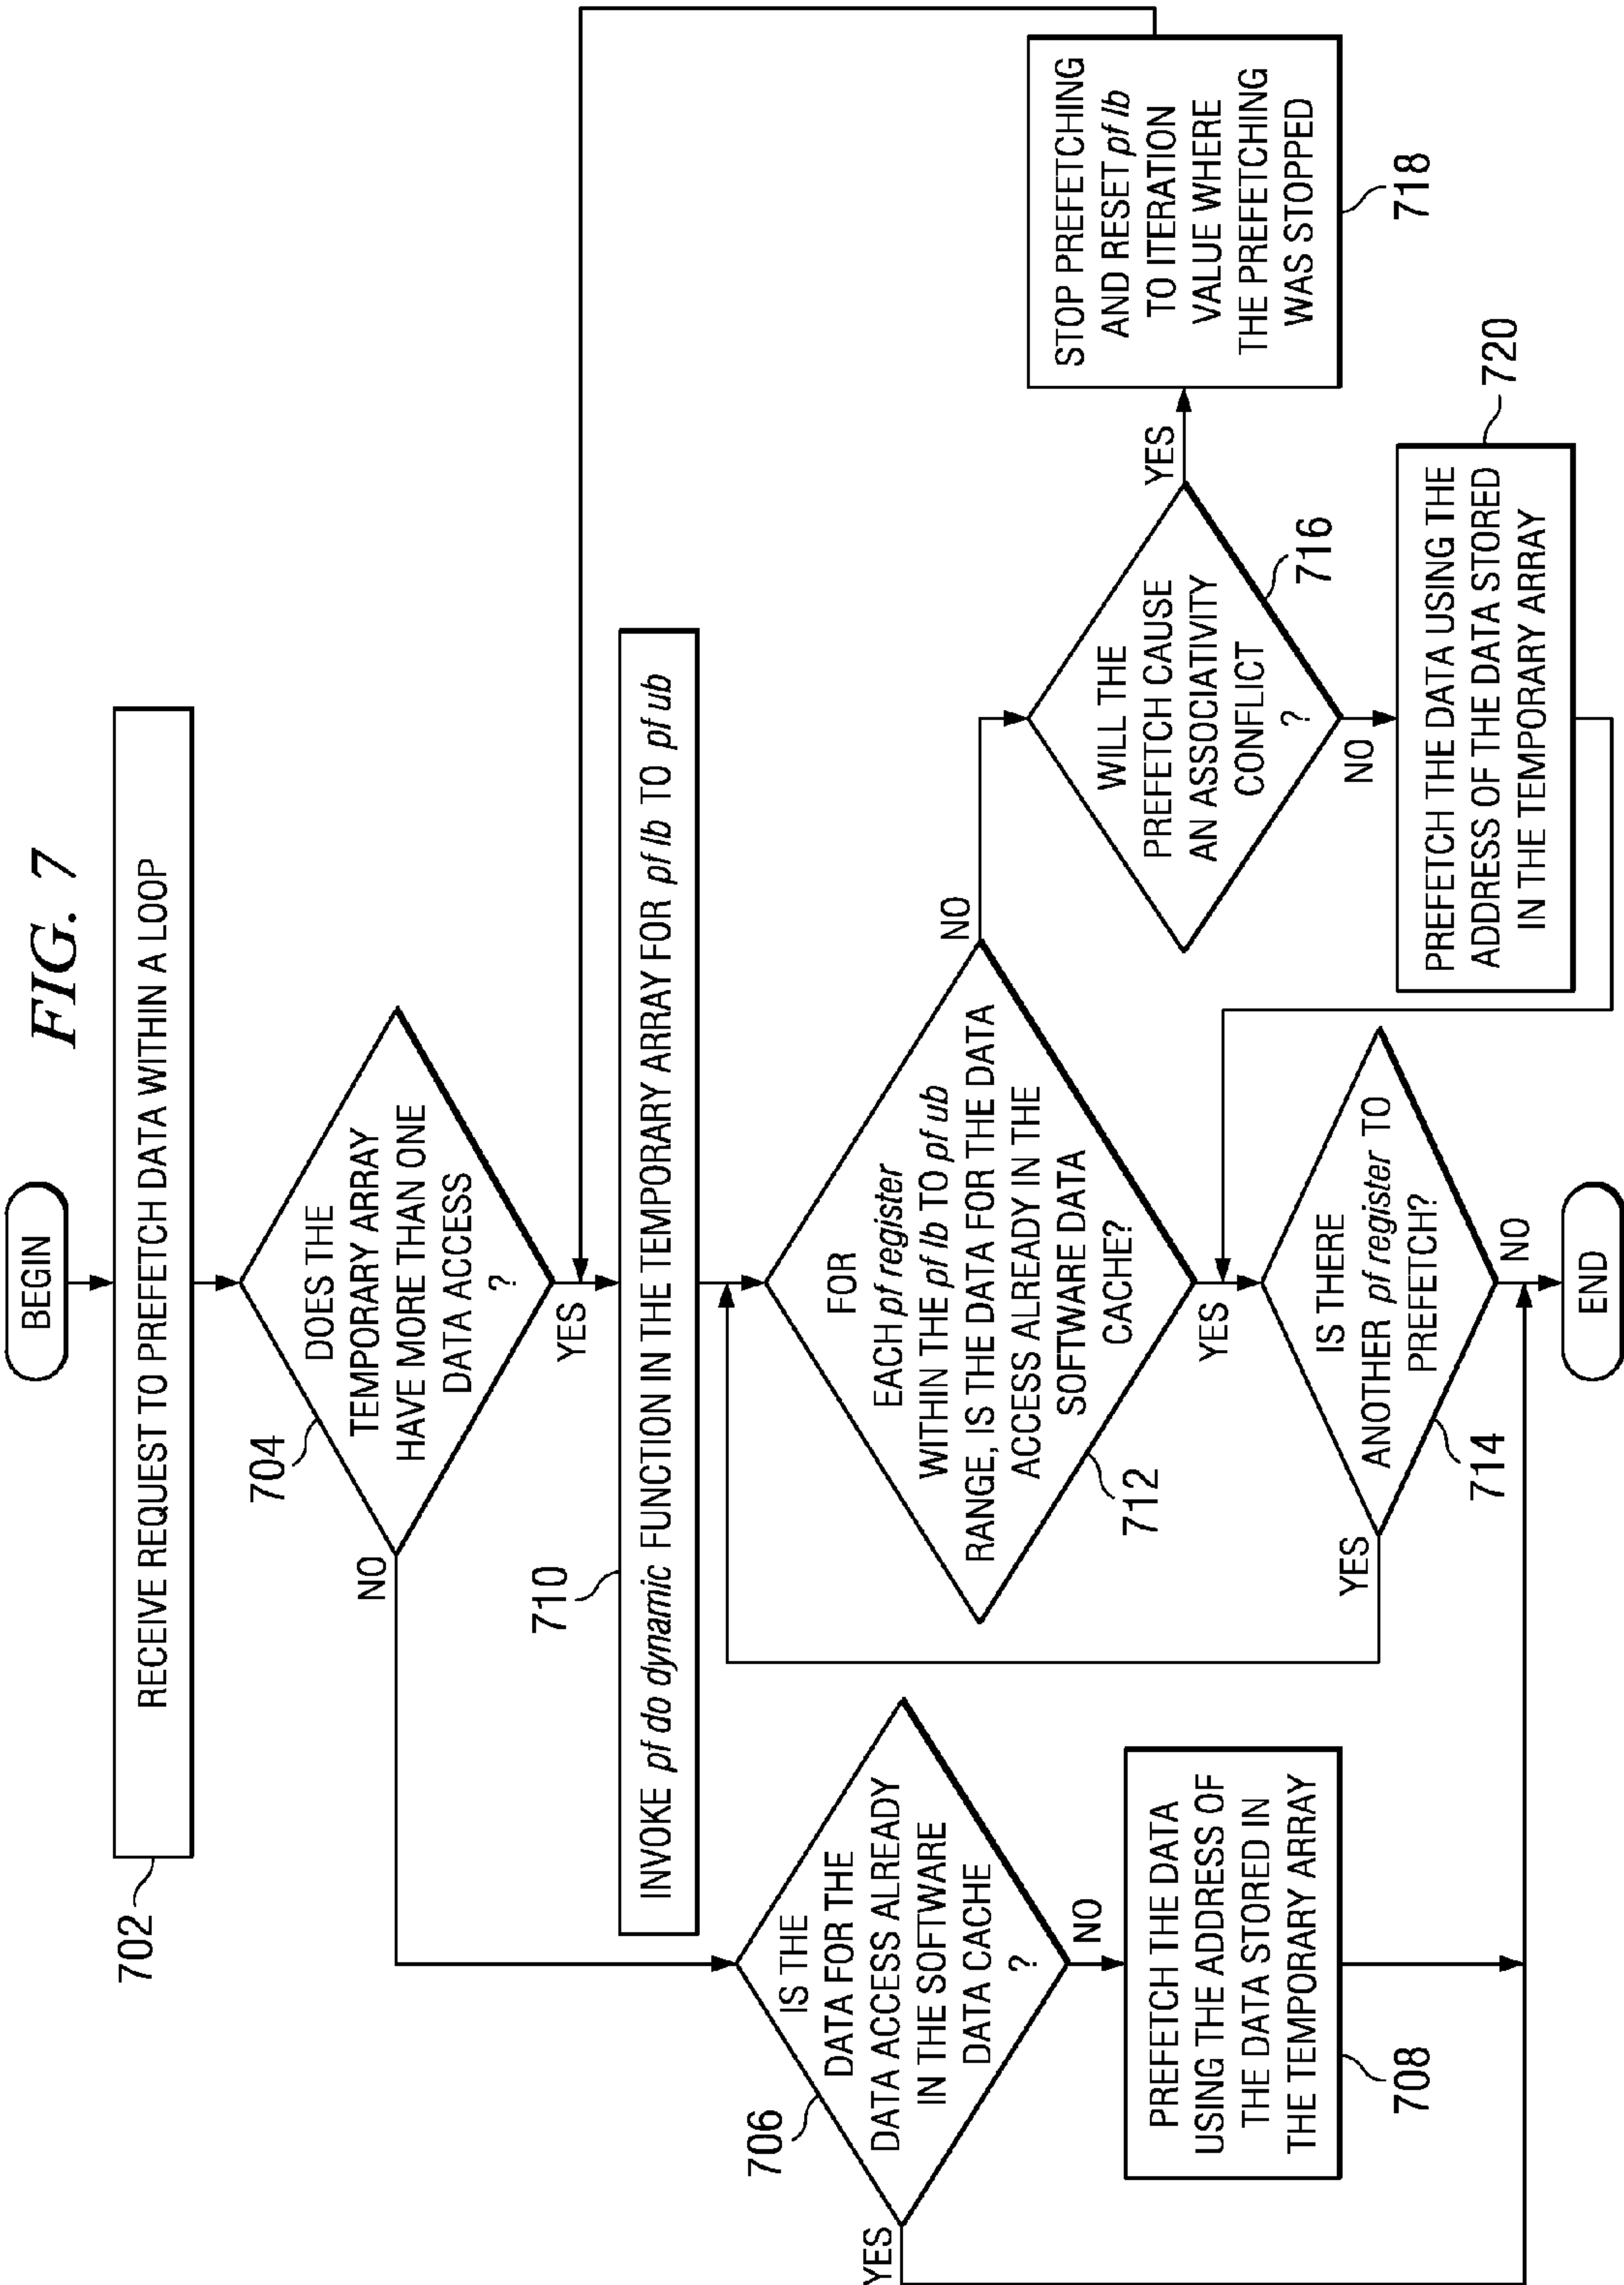 FIG. 7
BEGIN
RECEIVE REQUEST TO PREFETCH DATA WITHIN A LOOP
702
DOES THE
TEMPORARY ARRAY
HAVE MORE THAN ONE
DATA ACCESS
?
704
NO
YES
710
INVOKE pf do dynamic FUNCTION IN THE TEMPORARY ARRAY FOR pf lb TO pf ub
IS THE
DATA FOR THE
DATA ACCESS ALREADY
IN THE SOFTWARE
DATA CACHE
?
706
YES
NO
PREFETCH THE DATA
USING THE ADDRESS OF
THE DATA STORED IN
THE TEMPORARY ARRAY
708
FOR
EACH pf register
WITHIN THE pf lb TO pf ub
RANGE, IS THE DATA FOR THE DATA
ACCESS ALREADY IN THE
SOFTWARE DATA
CACHE?
712
NO
YES
IS THERE
ANOTHER pf register TO
PREFETCH?
714
YES
NO
WILL THE
PREFETCH CAUSE
AN ASSOCIATIVITY
CONFLICT
?
716
YES
NO
STOP PREFETCHING
AND RESET pf lb
TO ITERATION
VALUE WHERE
THE PREFETCHING
WAS STOPPED
718
PREFETCH THE DATA USING THE
ADDRESS OF THE DATA STORED
IN THE TEMPORARY ARRAY
720
END